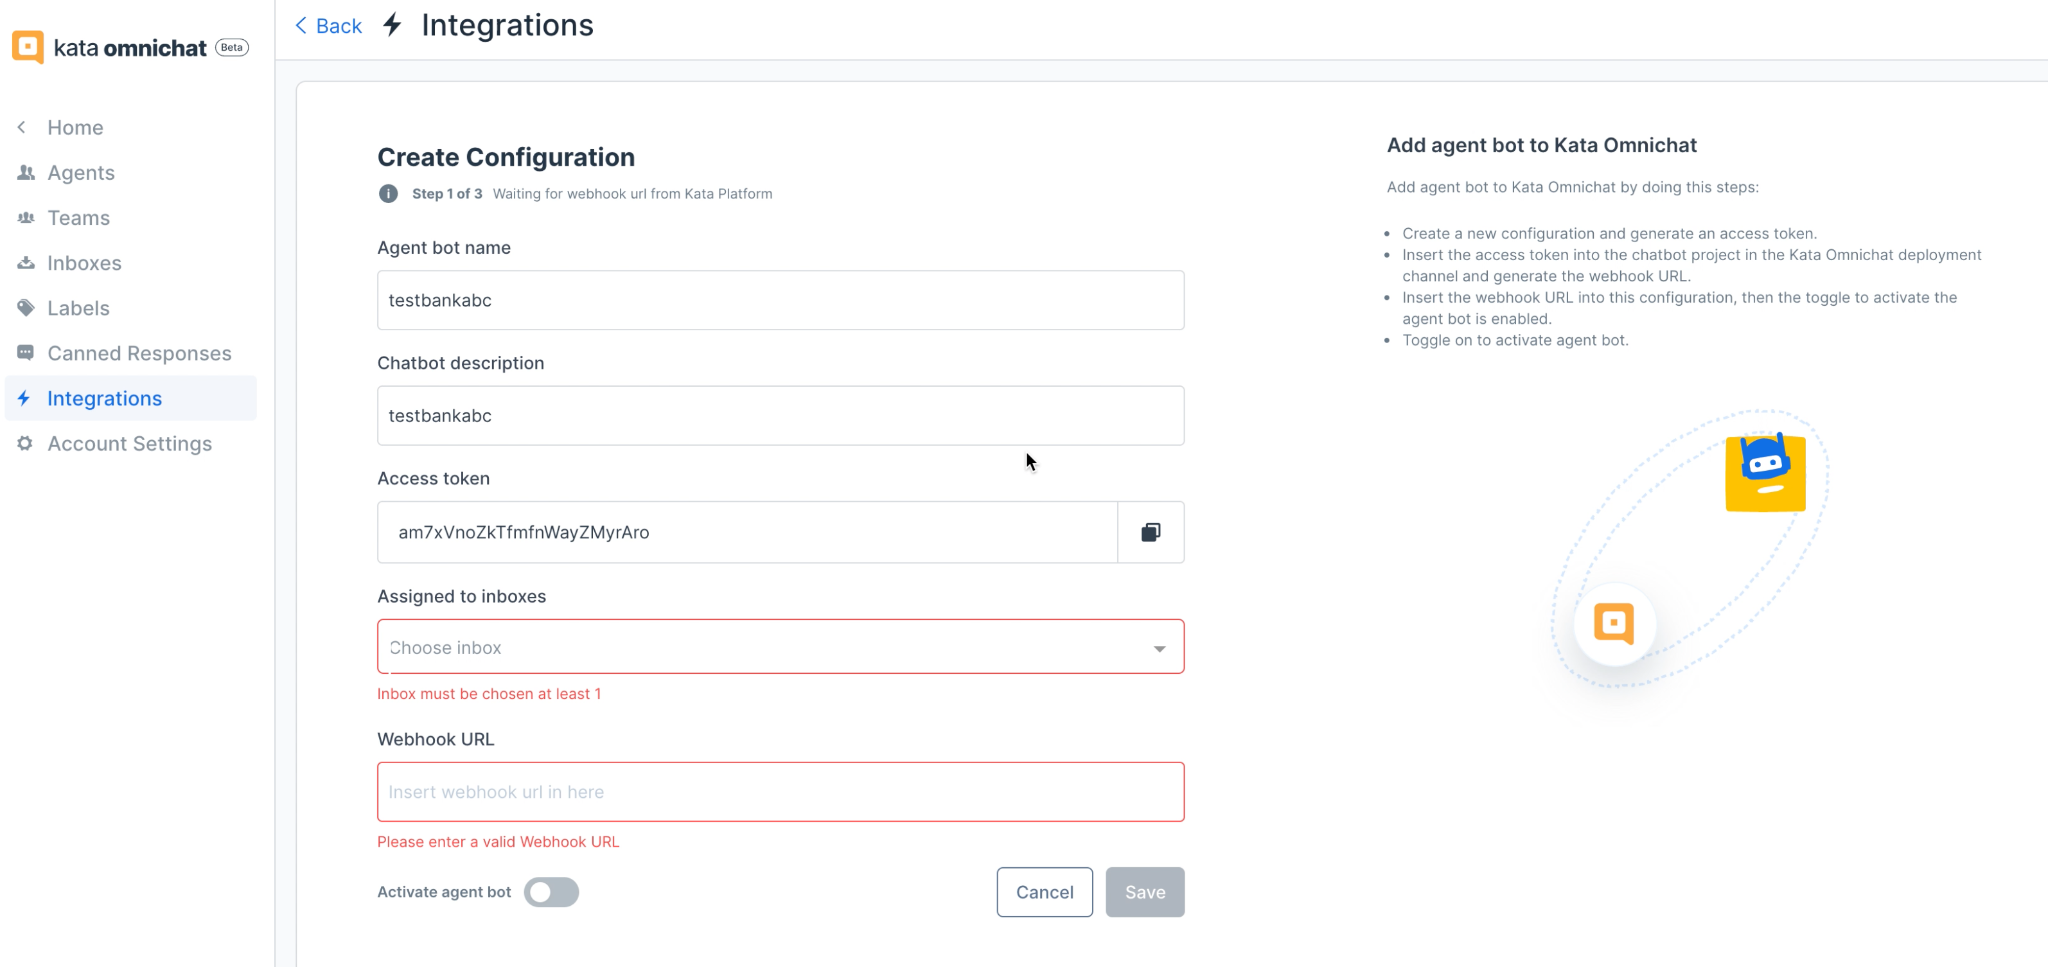 kata omnichat Beta
Home
Agents
Teams
Inboxes
Labels
Canned Responses
Integrations
Account Settings
Back
Integrations
Create Configuration
Step 1 of 3 Waiting for webhook url from Kata Platform
Agent bot name
testbankabc
Chatbot description
testbankabc
Access token
am7xVnoZkTfmfnWayZMyrAro
Assigned to inboxes
Choose inbox
Inbox must be chosen at least 1
Webhook URL
Insert webhook url in here
Please enter a valid Webhook URL
Activate agent bot
Cancel
Save
Add agent bot to Kata Omnichat
Add agent bot to Kata Omnichat by doing this steps:
Create a new configuration and generate an access token.
Insert the access token into the chatbot project in the Kata Omnichat deployment
channel and generate the webhook URL.
Insert the webhook URL into this configuration, then the toggle to activate the
agent bot is enabled.
Toggle on to activate agent bot.